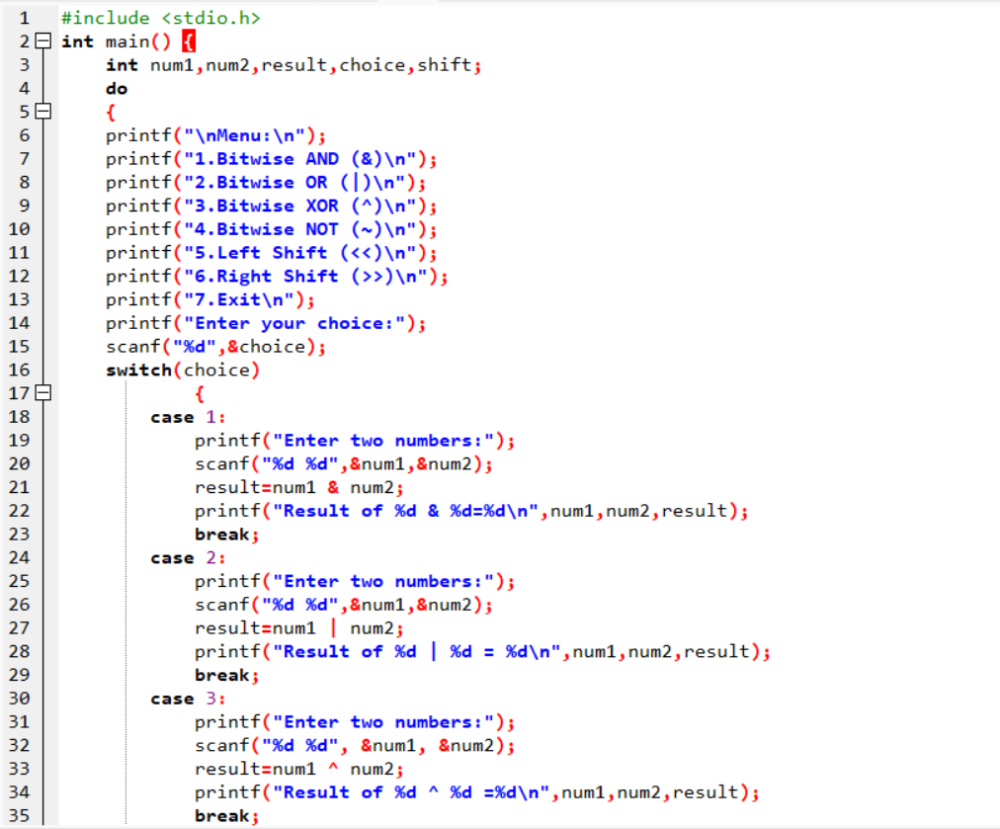 1 #include <stdio.h>
2 int main() {
3 int num1,num2,result,choice,shift;
4 do
5 {
6 printf("\nMenu:\n");
7 printf("1.Bitwise AND (&)\n");
8 printf("2.Bitwise OR (|)\n");
9 printf("3.Bitwise XOR (^)\n");
10 printf("4.Bitwise NOT (~)\n");
11 printf("5.Left Shift (<<)\n");
12 printf("6.Right Shift (>>)\n");
13 printf("7.Exit\n");
14 printf("Enter your choice:");
15 scanf("%d",&choice);
16 switch(choice)
17 {
18 case 1:
19 printf("Enter two numbers:");
20 scanf("%d %d",&num1,&num2);
21 result=num1 & num2;
22 printf("Result of %d & %d=%d\n",num1,num2,result);
23 break;
24 case 2:
25 printf("Enter two numbers:");
26 scanf("%d %d",&num1,&num2);
27 result=num1 | num2;
28 printf("Result of %d | %d = %d\n",num1,num2,result);
29 break;
30 case 3:
31 printf("Enter two numbers:");
32 scanf("%d %d", &num1, &num2);
33 result=num1 ^ num2;
34 printf("Result of %d ^ %d =%d\n",num1,num2,result);
35 break;